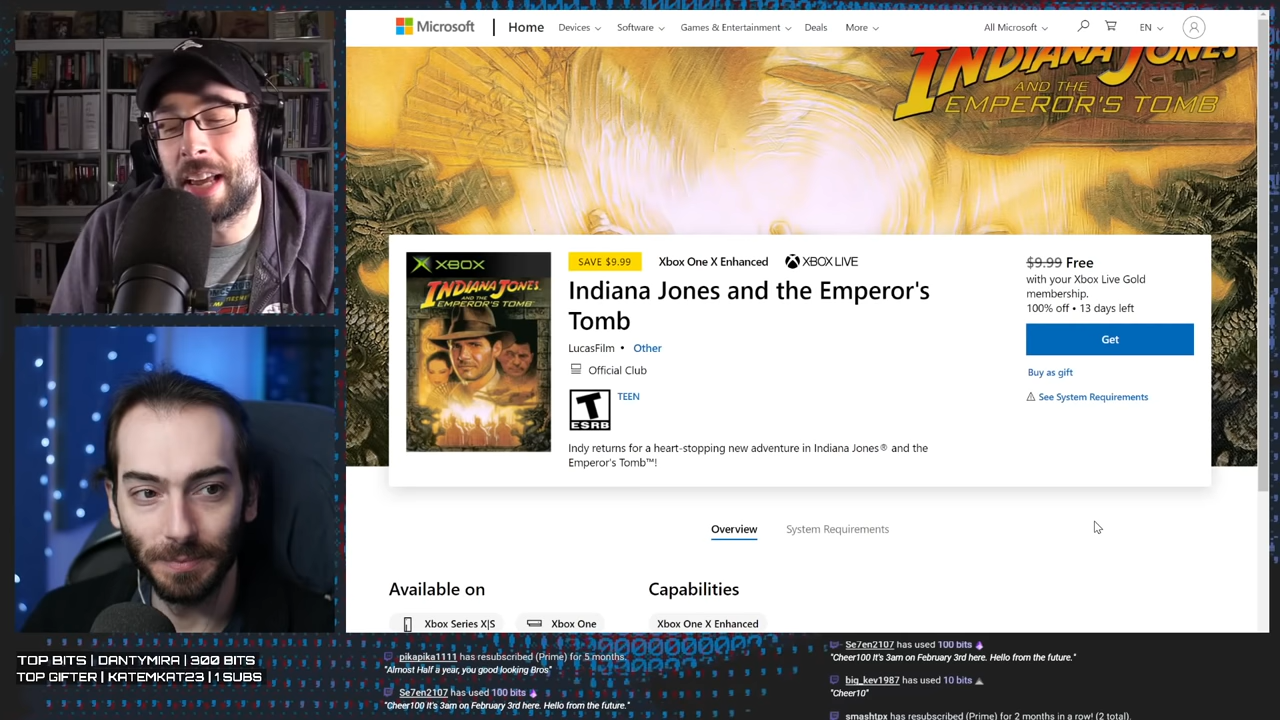 Microsoft
Home
Devices
Software
Games & Entertainment
Deals
More
All Microsoft
EN
INDIANA JONES
AND THE
EMPEROR'S TOMB
XBOX
INDIANA JONES
AND THE
EMPEROR'S TOMB
SAVE $9.99
Xbox One X Enhanced
XBOX LIVE
Indiana Jones and the Emperor's
Tomb
LucasFilm • Other
Official Club
T
ESRB
TEEN
Indy returns for a heart-stopping new adventure in Indiana Jones® and the
Emperor's Tomb™!
$9.99 Free
with your Xbox Live Gold
membership.
100% off • 13 days left
Get
Buy as gift
See System Requirements
Overview
System Requirements
Available on
Xbox Series X|S
Xbox One
Capabilities
Xbox One X Enhanced
TOP BITS | DANTYMIRA | 300 BITS
TOP GIFTER | KATEMKAT23 | 1 SUBS
pikapika1111 has resubscribed (Prime) for 5 months.
"Almost Half a year, you good looking Bros"
Se7en2107 has used 100 bits
"Cheer100 It's 3am on February 3rd here. Hello from the future."
Se7en2107 has used 100 bits
"Cheer100 It's 3am on February 3rd here. Hello from the future."
big_kev1987 has used 10 bits
"Cheer10"
smashtpx has resubscribed (Prime) for 2 months in a row! (2 total).